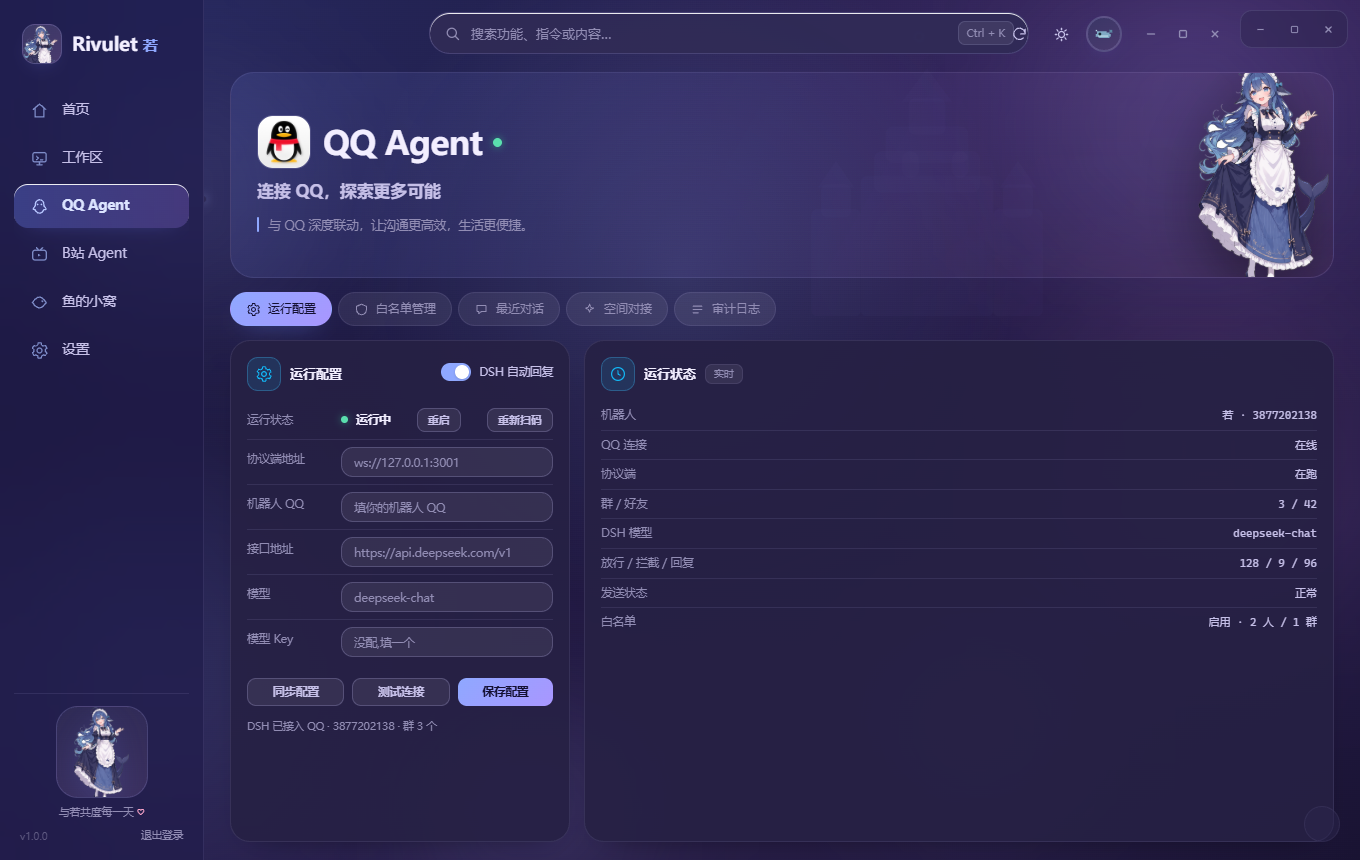 Rivulet 若
搜索功能、指令或内容...
Ctrl + K
首页
工作区
QQ Agent
B站 Agent
鱼的小窝
设置
与若共度每一天
v1.0.0
退出登录
QQ Agent
连接 QQ，探索更多可能
与 QQ 深度联动，让沟通更高效，生活更便捷。
运行配置
白名单管理
最近对话
空间对接
审计日志
运行配置
DSH 自动回复
运行状态
运行中
重启
重新扫码
协议端地址
ws://127.0.0.1:3001
机器人 QQ
填你的机器人 QQ
接口地址
https://api.deepseek.com/v1
模型
deepseek-chat
模型 Key
没配,填一个
同步配置
测试连接
保存配置
DSH 已接入 QQ · 3877202138 · 群 3 个
运行状态
实时
机器人
若 · 3877202138
QQ 连接
在线
协议端
在跑
群 / 好友
3 / 42
DSH 模型
deepseek-chat
放行 / 拦截 / 回复
128 / 9 / 96
发送状态
正常
白名单
启用 · 2 人 / 1 群